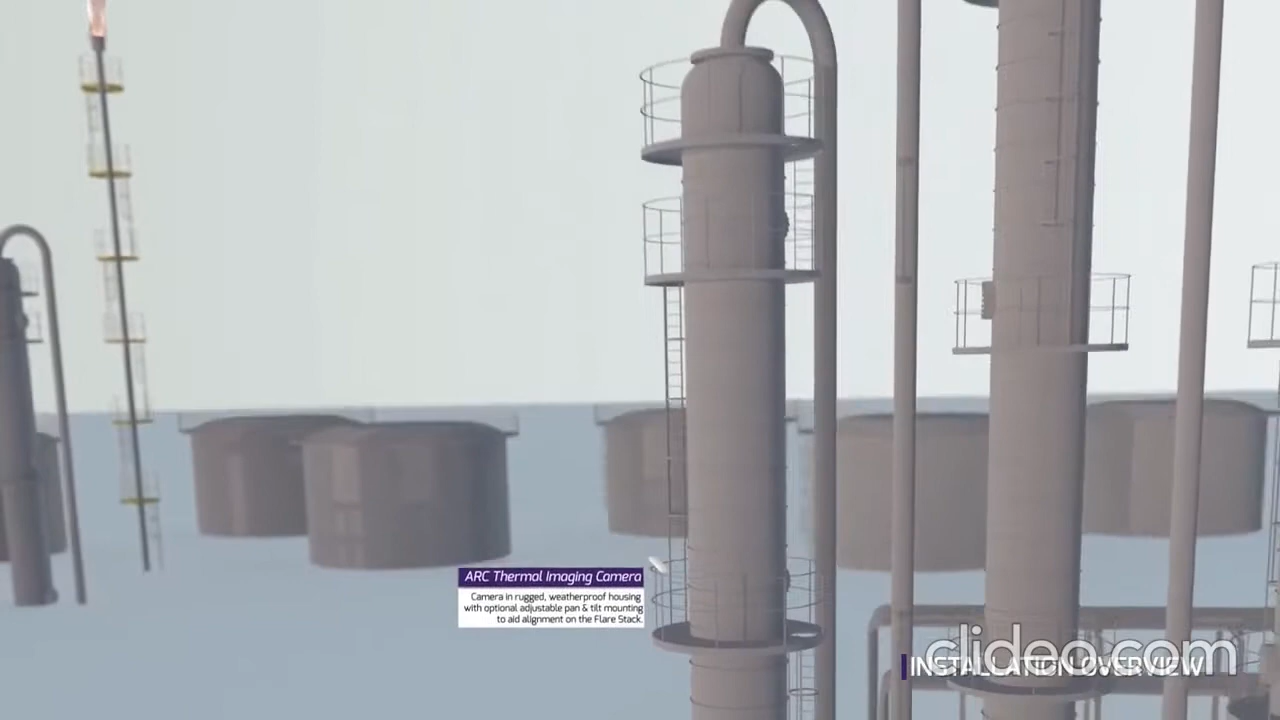 ARC Thermal Imaging Camera
Camera in rugged, weatherproof housing
with optional adjustable pan & tilt mounting
to aid alignment on the Flare Stack.
clideo.com
INSTALLATION OVERVIEW